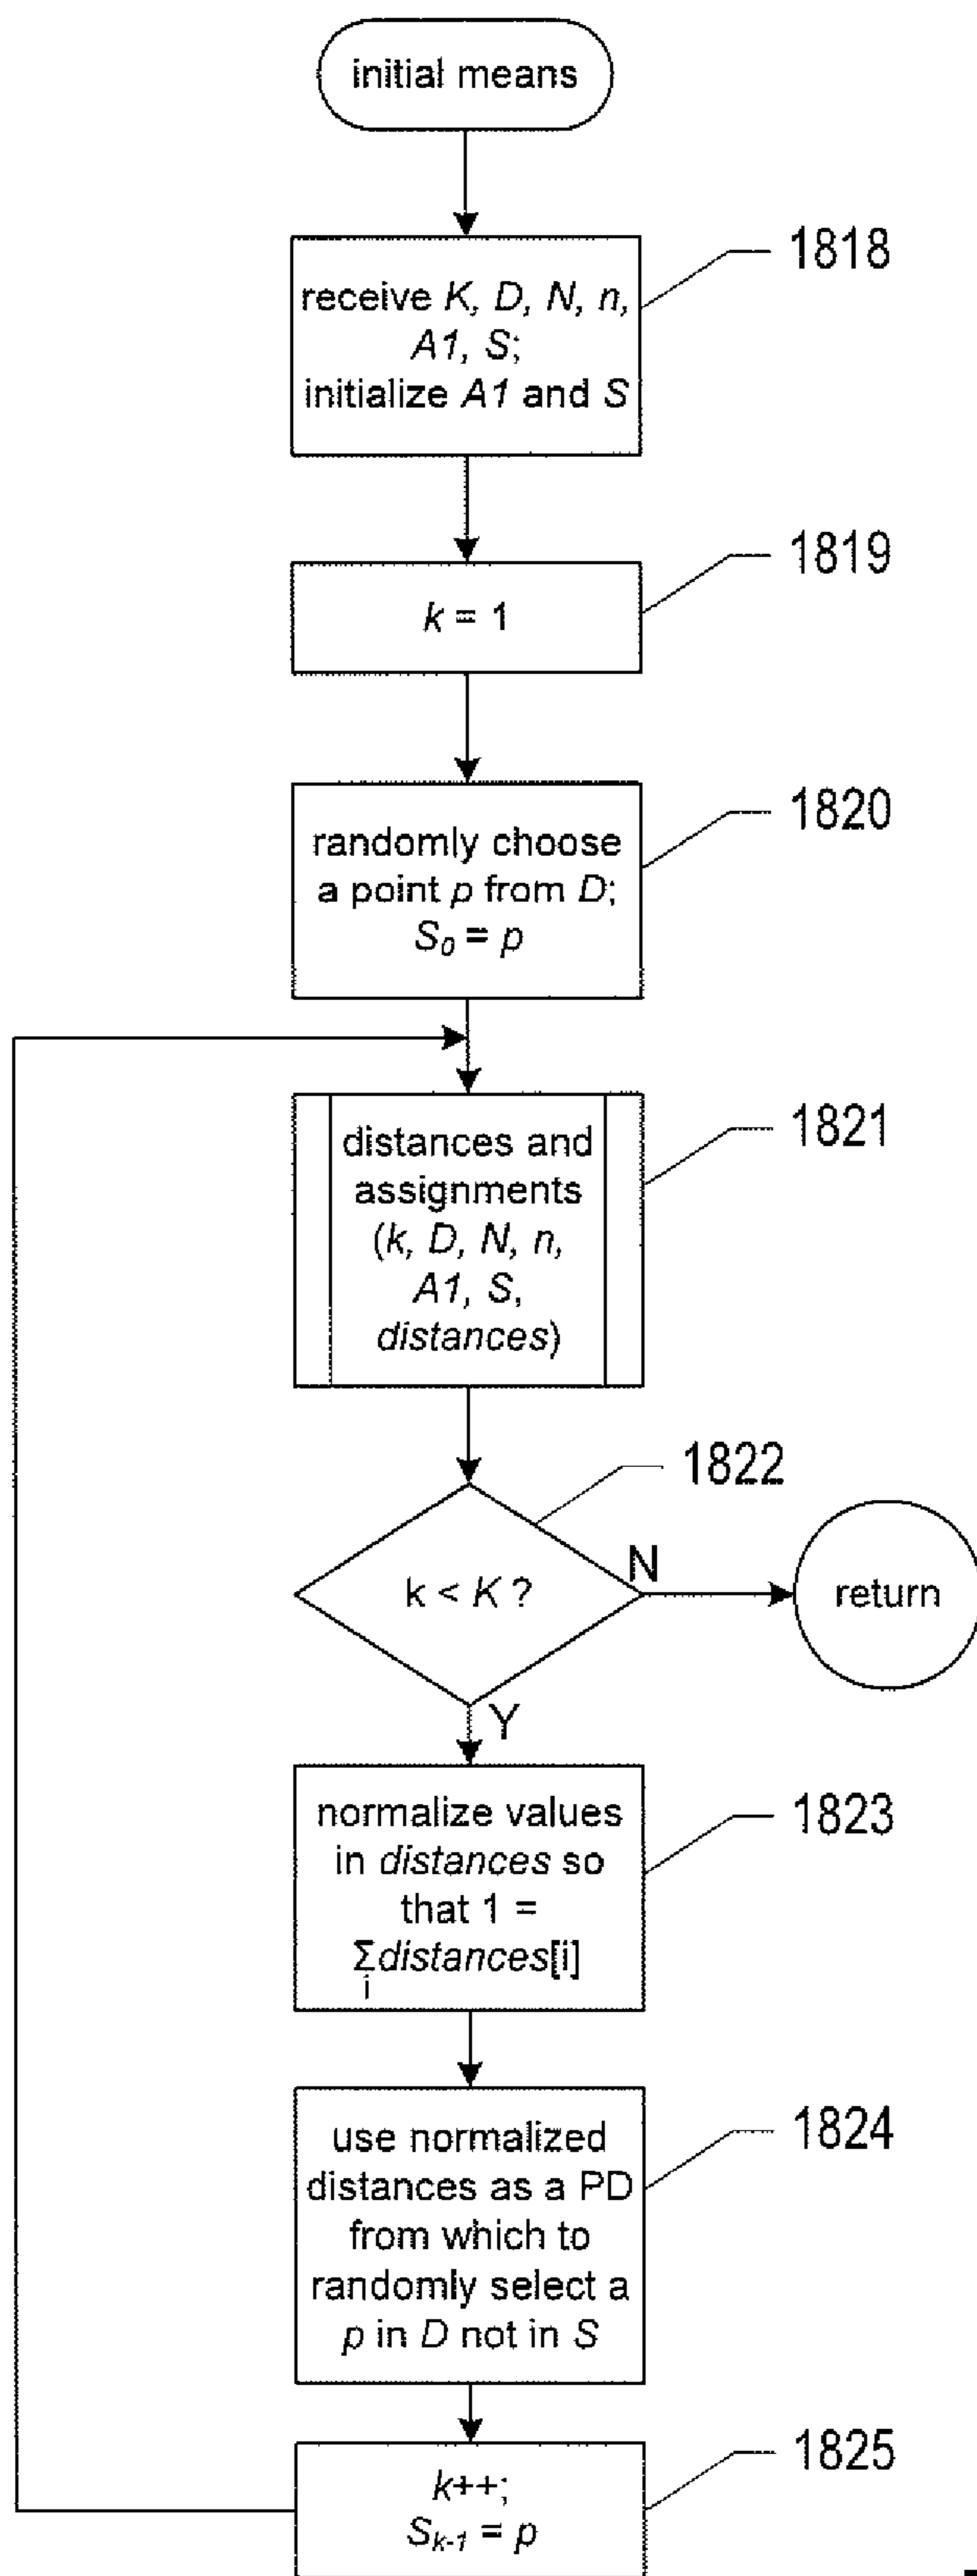 initial means
1818
receive K, D, N, n,
A1, S;
initialize A1 and S
1819
k = 1
1820
randomly choose
a point p from D;
S₀ = p
1821
distances and
assignments
(k, D, N, n,
A1, S,
distances)
1822
k < K ?
N
return
Y
1823
normalize values
in distances so
that 1 =
Σ distances[i]
i
1824
use normalized
distances as a PD
from which to
randomly select a
p in D not in S
1825
k++;
Sₖ₋₁ = p